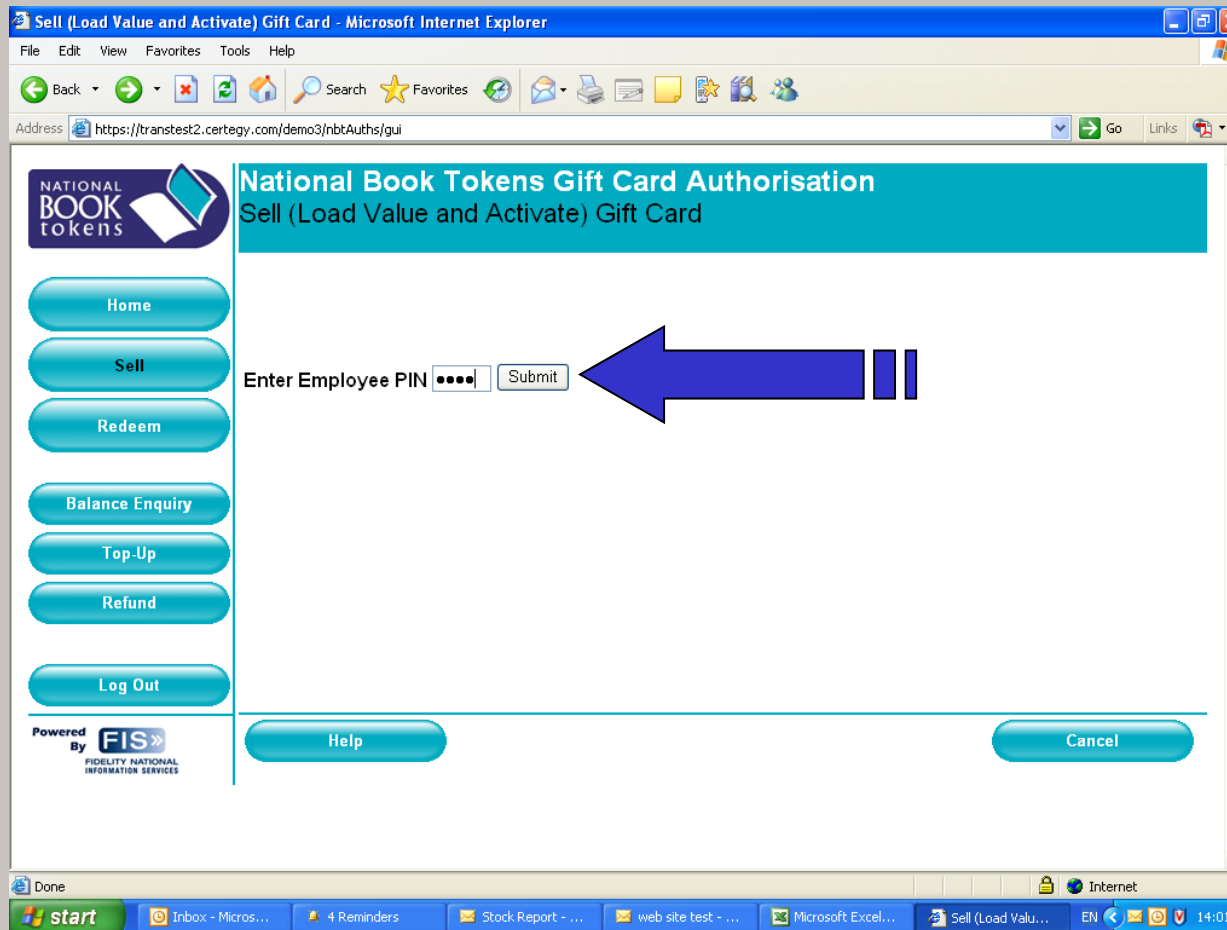 Sell (Load Value and Activate) Gift Card - Microsoft Internet Explorer
File Edit View Favorites Tools Help
Back Search Favorites
Address https://transtest2.certegy.com/demo3/nbtAuths/gui Go Links
NATIONAL
BOOK
tokens
National Book Tokens Gift Card Authorisation
Sell (Load Value and Activate) Gift Card
Home
Sell
Enter Employee PIN •••• Submit
Redeem
Balance Enquiry
Top-Up
Refund
Log Out
Powered
By FIS»
FIDELITY NATIONAL
INFORMATION SERVICES
Help
Cancel
Done Internet
start Inbox - Micros... 4 Reminders Stock Report - ... web site test - ... Microsoft Excel... Sell (Load Valu... EN 14:01